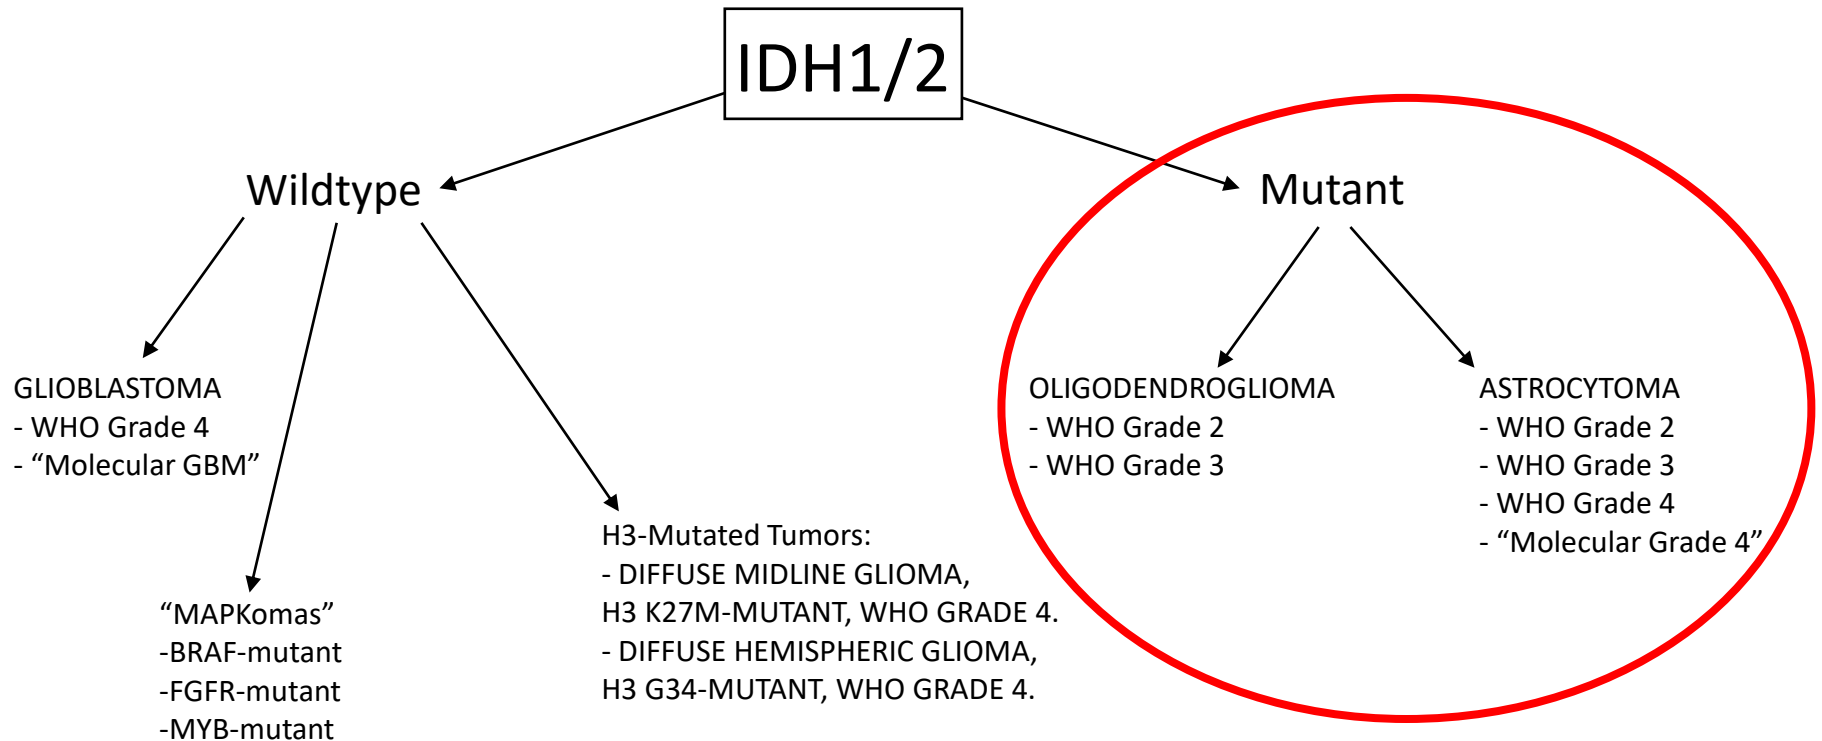 IDH1/2
Wildtype
Mutant
GLIOBLASTOMA
- WHO Grade 4
- “Molecular GBM”
“MAPKomas”
-BRAF-mutant
-FGFR-mutant
-MYB-mutant
H3-Mutated Tumors:
- DIFFUSE MIDLINE GLIOMA,
H3 K27M-MUTANT, WHO GRADE 4.
- DIFFUSE HEMISPHERIC GLIOMA,
H3 G34-MUTANT, WHO GRADE 4.
OLIGODENDROGLIOMA
- WHO Grade 2
- WHO Grade 3
ASTROCYTOMA
- WHO Grade 2
- WHO Grade 3
- WHO Grade 4
- “Molecular Grade 4”